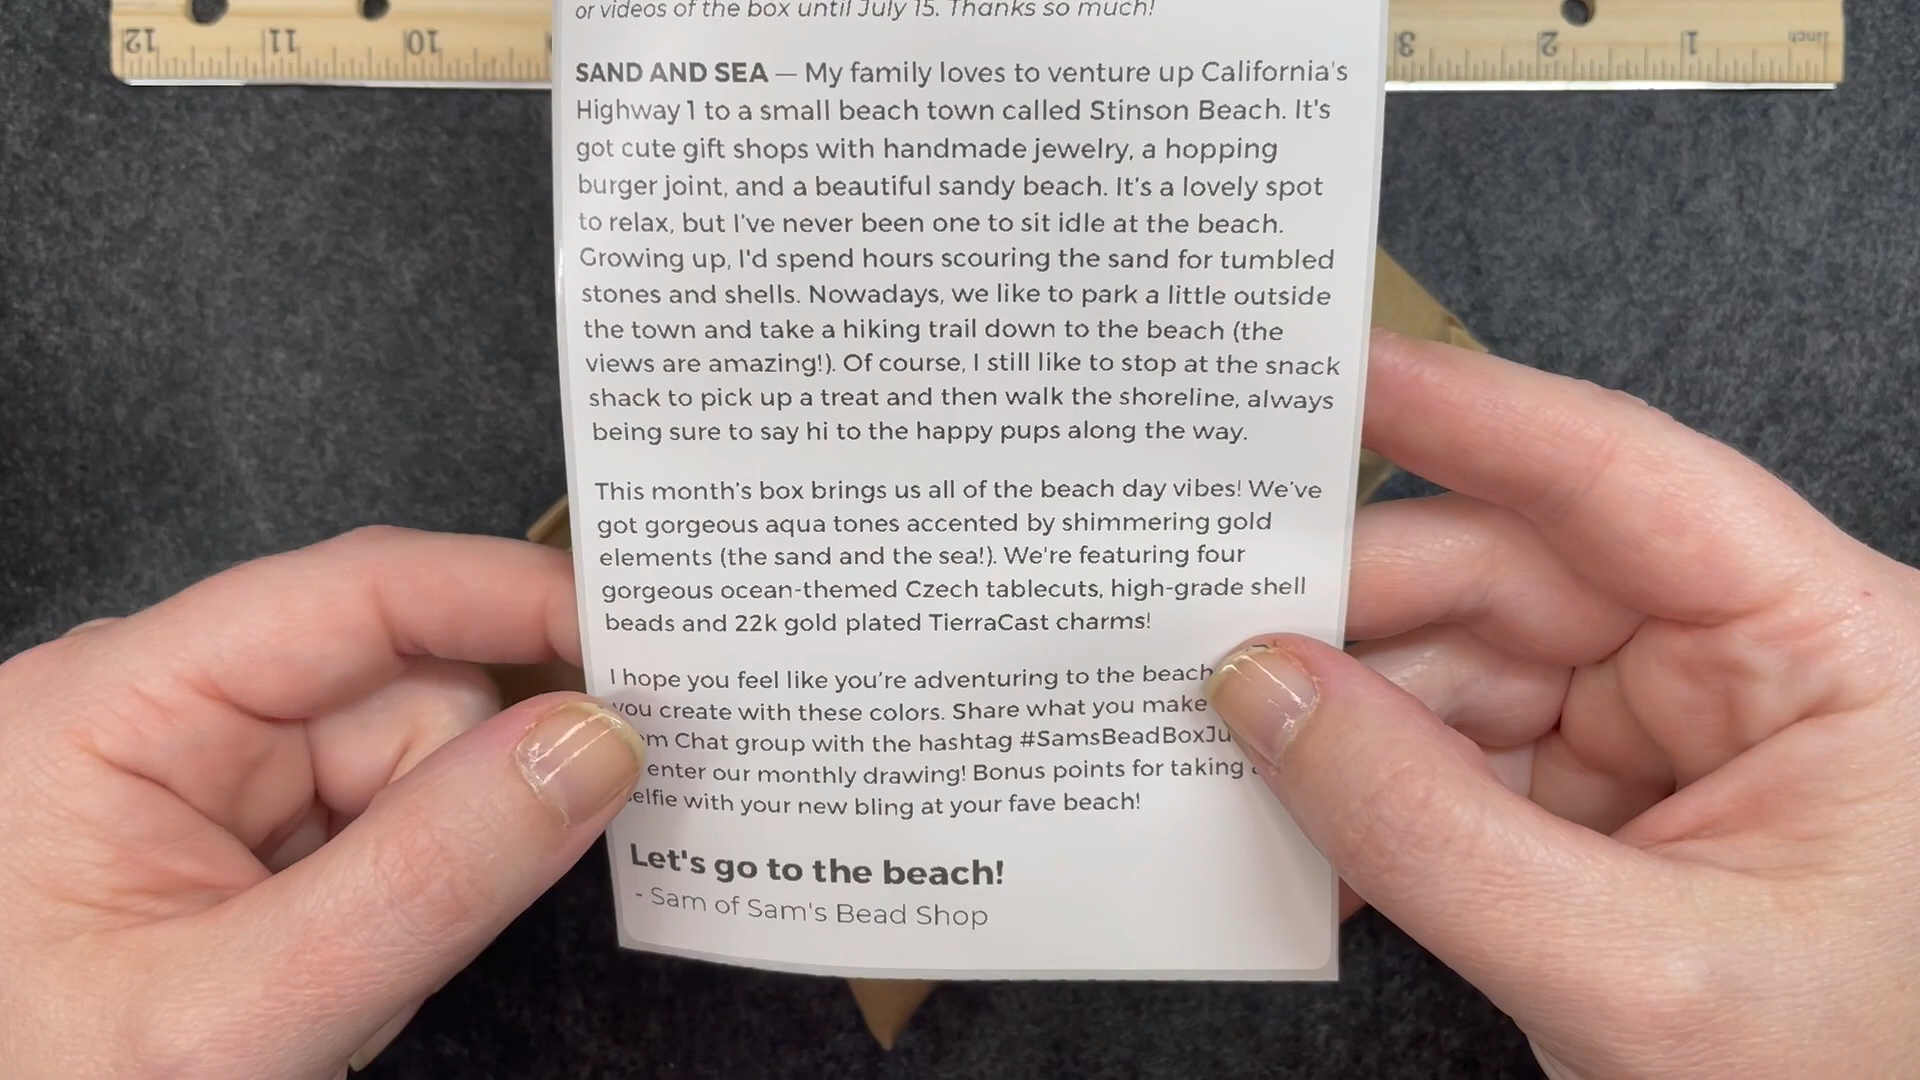 12 11 10 3 2 1 inch
or videos of the box until July 15. Thanks so much!
SAND AND SEA — My family loves to venture up California's
Highway 1 to a small beach town called Stinson Beach. It's
got cute gift shops with handmade jewelry, a hopping
burger joint, and a beautiful sandy beach. It's a lovely spot
to relax, but I've never been one to sit idle at the beach.
Growing up, I'd spend hours scouring the sand for tumbled
stones and shells. Nowadays, we like to park a little outside
the town and take a hiking trail down to the beach (the
views are amazing!). Of course, I still like to stop at the snack
shack to pick up a treat and then walk the shoreline, always
being sure to say hi to the happy pups along the way.
This month's box brings us all of the beach day vibes! We've
got gorgeous aqua tones accented by shimmering gold
elements (the sand and the sea!). We're featuring four
gorgeous ocean-themed Czech tablecuts, high-grade shell
beads and 22k gold plated TierraCast charms!
I hope you feel like you're adventuring to the beach
you create with these colors. Share what you make
Chat group with the hashtag
enter our monthly drawing! Bonus points for taking
with your new bling at your fave beach!
Let's go to the beach!
- Sam of Sam's Bead Shop